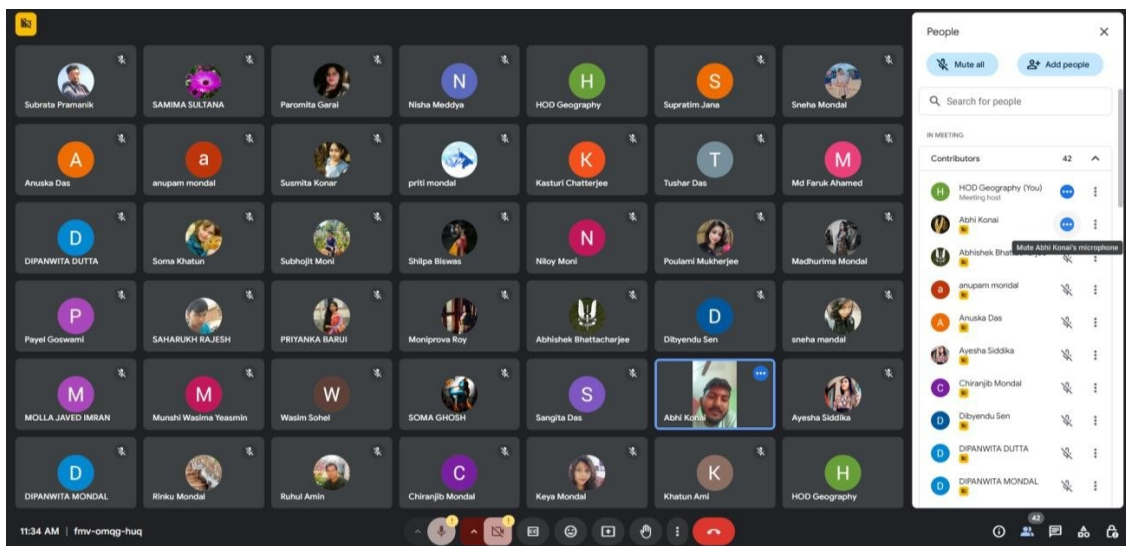 Subrata Pramanik
SAMIMA SULTANA
Paromita Garai
N
Nisha Meddya
H
HOD Geography
S
Supratim Jana
Sneha Mondal
A
Anuska Das
a
anupam mondal
Susmita Konar
priti mondal
K
Kasturi Chatterjee
T
Tushar Das
M
Md Faruk Ahamed
D
DIPANWITA DUTTA
Soma Khatun
Subhojit Moni
Shilpa Biswas
N
Niloy Moni
Poulami Mukherjee
Madhurima Mondal
P
Payel Goswami
SAHARUKH RAJESH
PRIYANKA BARUI
Moniprova Roy
Abhishek Bhattacharjee
D
Dibyendu Sen
sneha mandal
M
MOLLA JAVED IMRAN
M
Munshi Wasima Yeasmin
W
Wasim Sohel
SOMA GHOSH
S
Sangita Das
Abhi Konai
Ayesha Siddika
D
DIPANWITA MONDAL
Rinku Mondal
Ruhul Amin
C
Chiranjib Mondal
Keya Mondal
K
Khatun Ami
H
HOD Geography
People
Mute all
Add people
Search for people
IN MEETING
Contributors 42
H
HOD Geography (You)
Meeting host
Abhi Konai
Mute Abhi Konai's microphone
Abhishek
a
anupam mondal
A
Anuska Das
Ayesha Siddika
C
Chiranjib Mondal
D
Dibyendu Sen
D
DIPANWITA DUTTA
D
DIPANWITA MONDAL
11:34 AM | fmv-omqg-huq
42